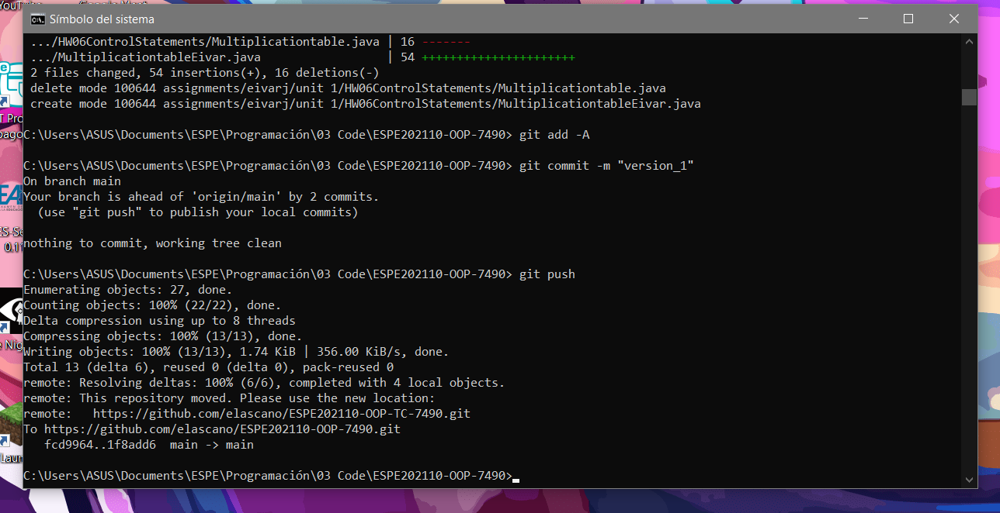 YouTube Google Meet
Símbolo del sistema
.../HW06ControlStatements/Multiplicationtable.java | 16 -------
.../MultiplicationtableEivar.java | 54 ++++++++++++++++++++++
2 files changed, 54 insertions(+), 16 deletions(-)
delete mode 100644 assignments/eivarj/unit 1/HW06ControlStatements/Multiplicationtable.java
create mode 100644 assignments/eivarj/unit 1/HW06ControlStatements/MultiplicationtableEivar.java
C:\Users\ASUS\Documents\ESPE\Programación\03 Code\ESPE202110-OOP-7490> git add -A
C:\Users\ASUS\Documents\ESPE\Programación\03 Code\ESPE202110-OOP-7490> git commit -m "version_1"
On branch main
Your branch is ahead of 'origin/main' by 2 commits.
(use "git push" to publish your local commits)
nothing to commit, working tree clean
C:\Users\ASUS\Documents\ESPE\Programación\03 Code\ESPE202110-OOP-7490> git push
Enumerating objects: 27, done.
Counting objects: 100% (22/22), done.
Delta compression using up to 8 threads
Compressing objects: 100% (13/13), done.
Writing objects: 100% (13/13), 1.74 KiB | 356.00 KiB/s, done.
Total 13 (delta 6), reused 0 (delta 0), pack-reused 0
remote: Resolving deltas: 100% (6/6), completed with 4 local objects.
remote: This repository moved. Please use the new location:
remote: https://github.com/elascano/ESPE202110-OOP-TC-7490.git
To https://github.com/elascano/ESPE202110-OOP-7490.git
fcd9964..1f8add6 main -> main
C:\Users\ASUS\Documents\ESPE\Programación\03 Code\ESPE202110-OOP-7490>